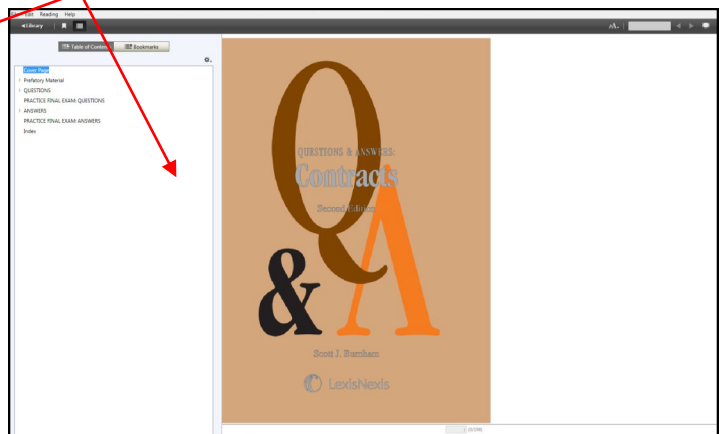 Edit Reading Help
Library
Table of Contents Bookmarks
Cover Page
Prefatory Material
QUESTIONS
PRACTICE FINAL EXAM: QUESTIONS
ANSWERS
PRACTICE FINAL EXAM: ANSWERS
Index
QUESTIONS & ANSWERS:
Contracts
Second Edition
Q
& A
Scott J. Burnham
LexisNexis